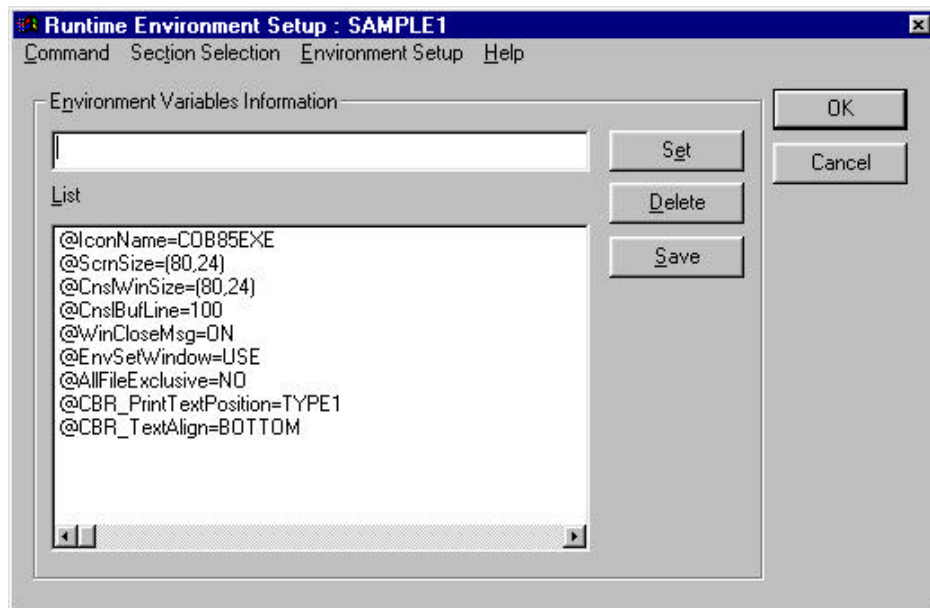 Runtime Environment Setup : SAMPLE1
Command Section Selection Environment Setup Help
Environment Variables Information
OK
Set
Cancel
List
Delete
Save
@IconName=COB85EXE
@ScrnSize=(80,24)
@CnslWinSize=(80,24)
@CnslBufLine=100
@WinCloseMsg=ON
@EnvSetWindow=USE
@AllFileExclusive=NO
@CBR_PrintTextPosition=TYPE1
@CBR_TextAlign=BOTTOM